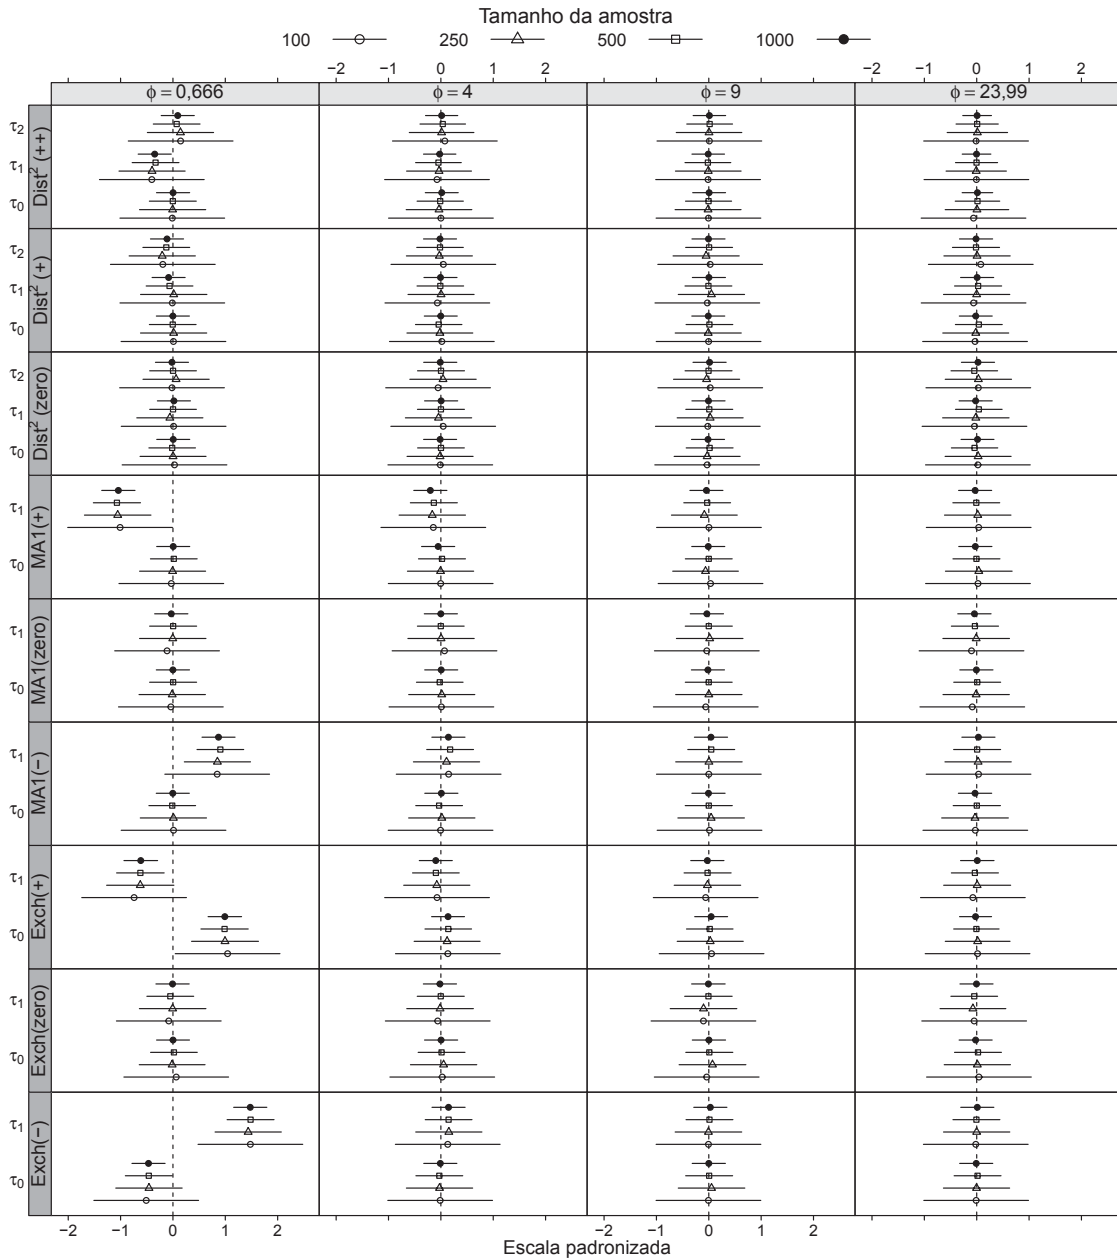 Tamanho da amostra
100 250 500 1000
−2 −1 0 1 2 −2 −1 0 1 2
ϕ = 0,666 ϕ = 4 ϕ = 9 ϕ = 23,99
Dist² (++)
τ2
τ1
τ0
Dist² (+)
τ2
τ1
τ0
Dist² (zero)
τ2
τ1
τ0
MA1(+)
τ1
τ0
MA1(zero)
τ1
τ0
MA1(−)
τ1
τ0
Exch(+)
τ1
τ0
Exch(zero)
τ1
τ0
Exch(−)
τ1
τ0
−2 −1 0 1 2 −2 −1 0 1 2
Escala padronizada